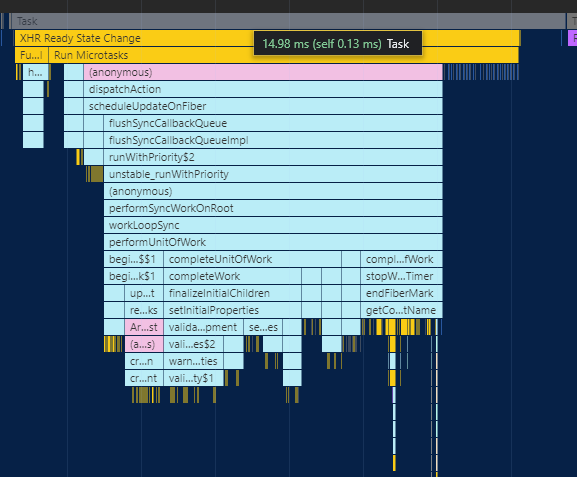 Task
T
XHR Ready State Change
14.98 ms (self 0.13 ms) Task
Fu...l Run Microtasks
h... (anonymous)
dispatchAction
scheduleUpdateOnFiber
flushSyncCallbackQueue
flushSyncCallbackQueueImpl
runWithPriority$2
unstable_runWithPriority
(anonymous)
performSyncWorkOnRoot
workLoopSync
performUnitOfWork
begi...$$1 completeUnitOfWork compl...fWork
begi...k$1 completeWork stopW...Timer
up...t finalizeInitialChildren endFiberMark
re...ks setInitialProperties getCo...tName
Ar...st valida...pment se...es
(a...s) vali...es$2
cr...n warn...ties
cr...nt vali...ty$1